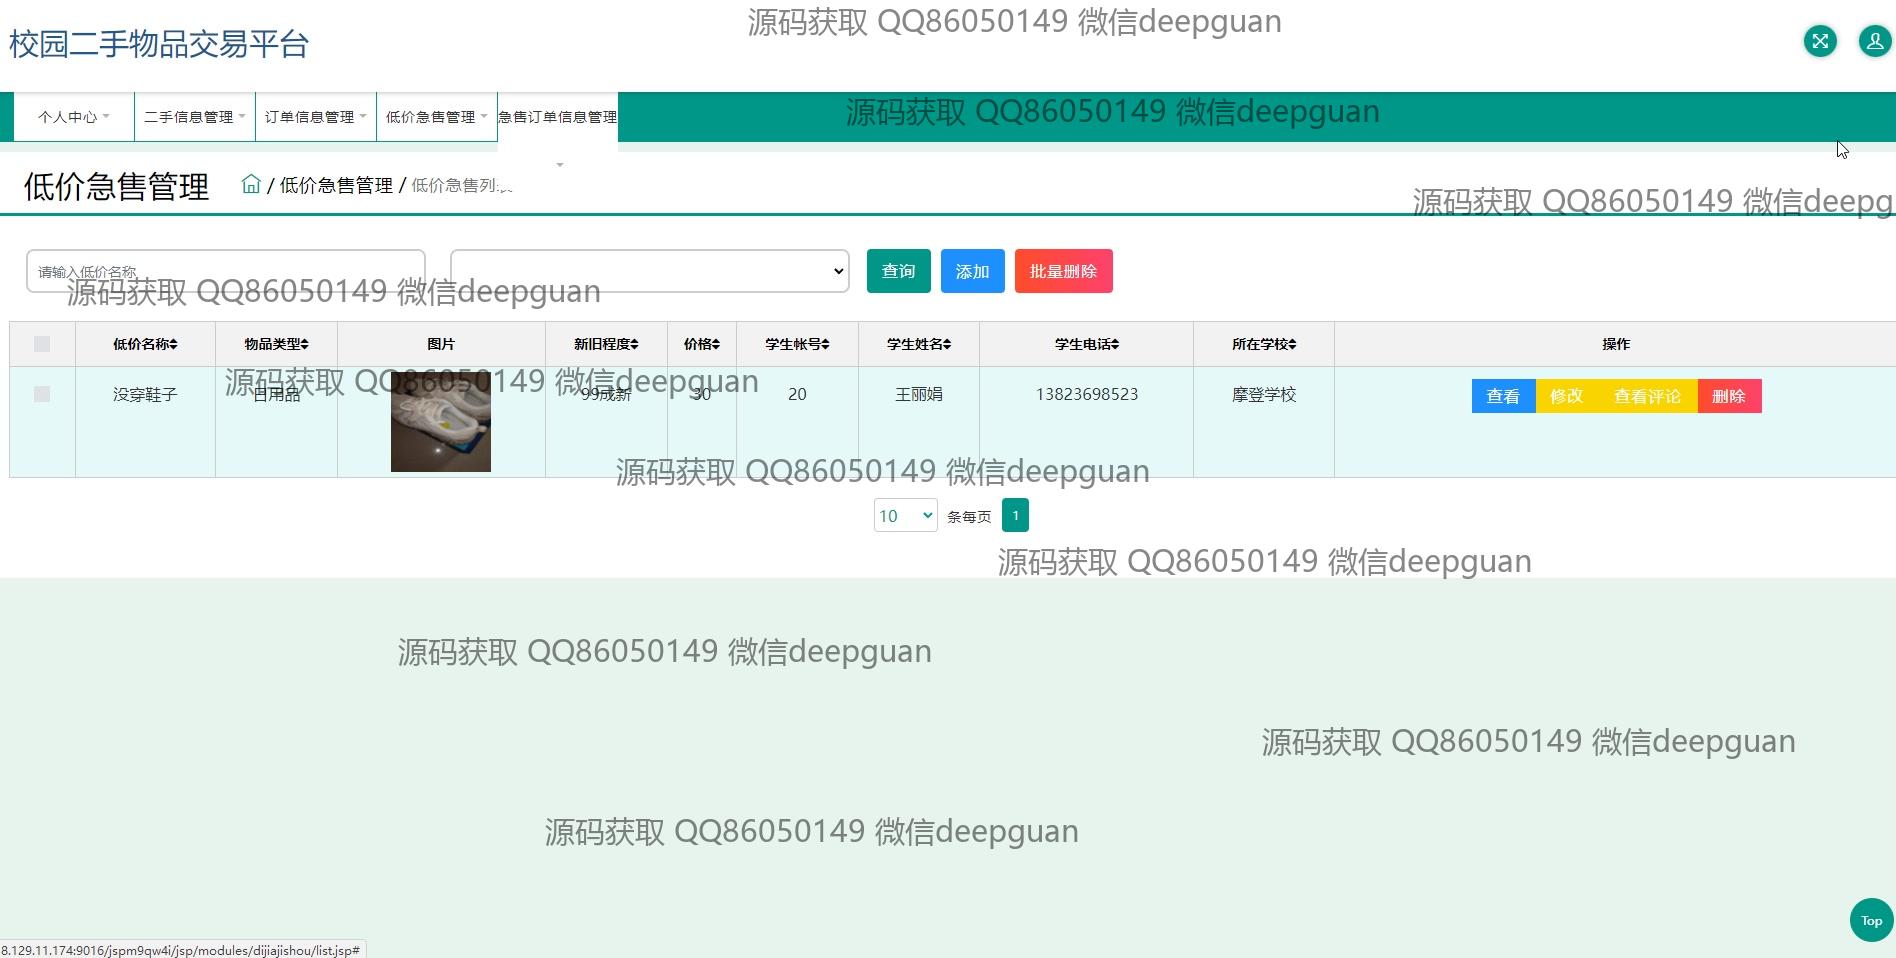 源码获取 QQ86050149 微信deepguan
校园二手物品交易平台
个人中心 二手信息管理 订单信息管理 低价急售管理 急售订单信息管理
源码获取 QQ86050149 微信deepguan
低价急售管理 / 低价急售管理 / 低价急售列
源码获取 QQ86050149 微信deepg
请输入低价名称 查询 添加 批量删除
源码获取 QQ86050149 微信deepguan
低价名称 物品类型 图片 新旧程度 价格 学生帐号 学生姓名 学生电话 所在学校 操作
源码获取 QQ86050149 微信deepguan
没穿鞋子 日用品 99成新 30 20 王丽娟 13823698523 摩登学校 查看 修改 查看评论 删除
源码获取 QQ86050149 微信deepguan
10 条每页 1
源码获取 QQ86050149 微信deepguan
源码获取 QQ86050149 微信deepguan
源码获取 QQ86050149 微信deepguan
源码获取 QQ86050149 微信deepguan
Top
8.129.11.174:9016/jspm9qw4i/jsp/modules/dijiajishou/list.jsp#